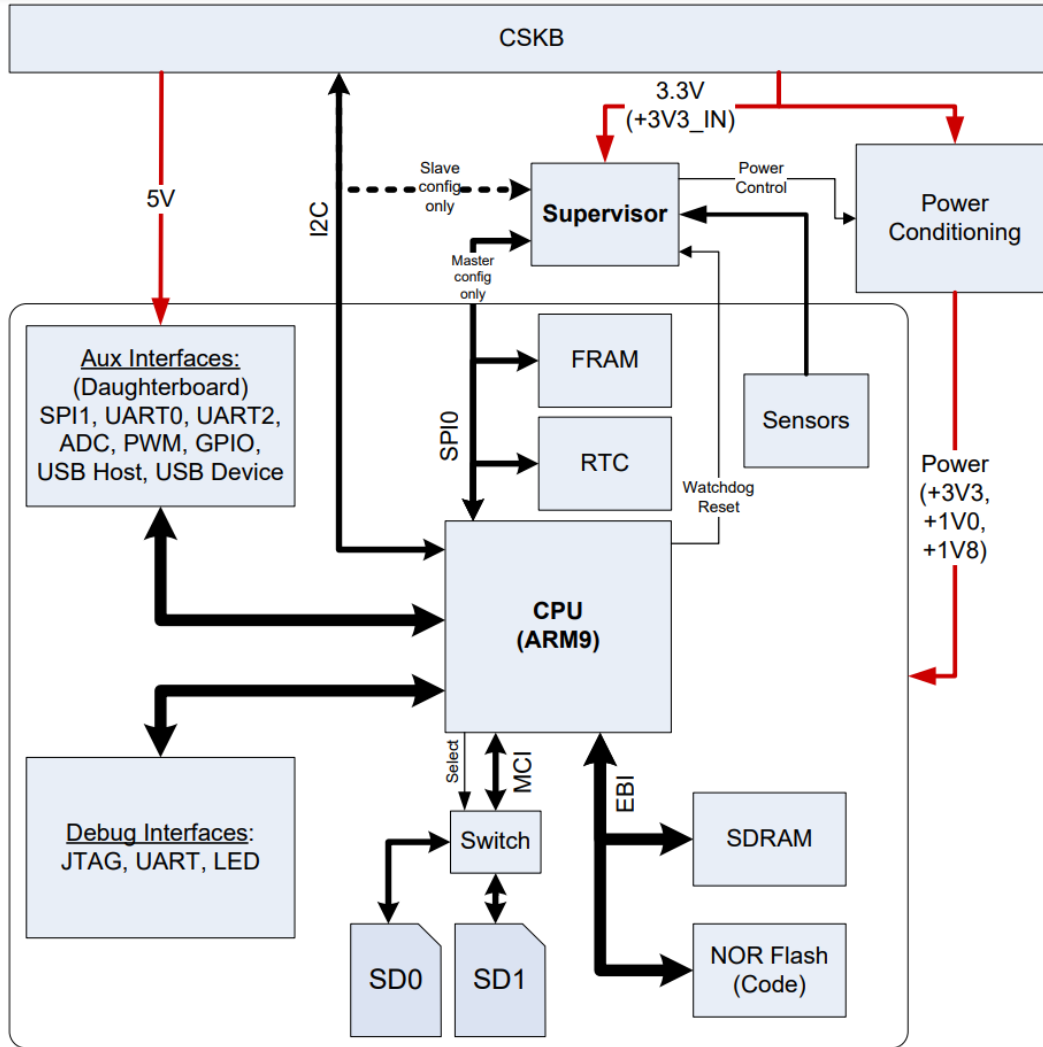 CSKB
3.3V
(+3V3_IN)
5V
I2C
Slave
config
only
Supervisor
Power
Control
Power
Conditioning
Master
config
only
Aux Interfaces:
(Daughterboard)
SPI1, UART0, UART2,
ADC, PWM, GPIO,
USB Host, USB Device
SPI0
FRAM
RTC
Sensors
Watchdog
Reset
Power
(+3V3,
+1V0,
+1V8)
CPU
(ARM9)
Debug Interfaces:
JTAG, UART, LED
Select
MCI
EBI
Switch
SDRAM
SD0
SD1
NOR Flash
(Code)